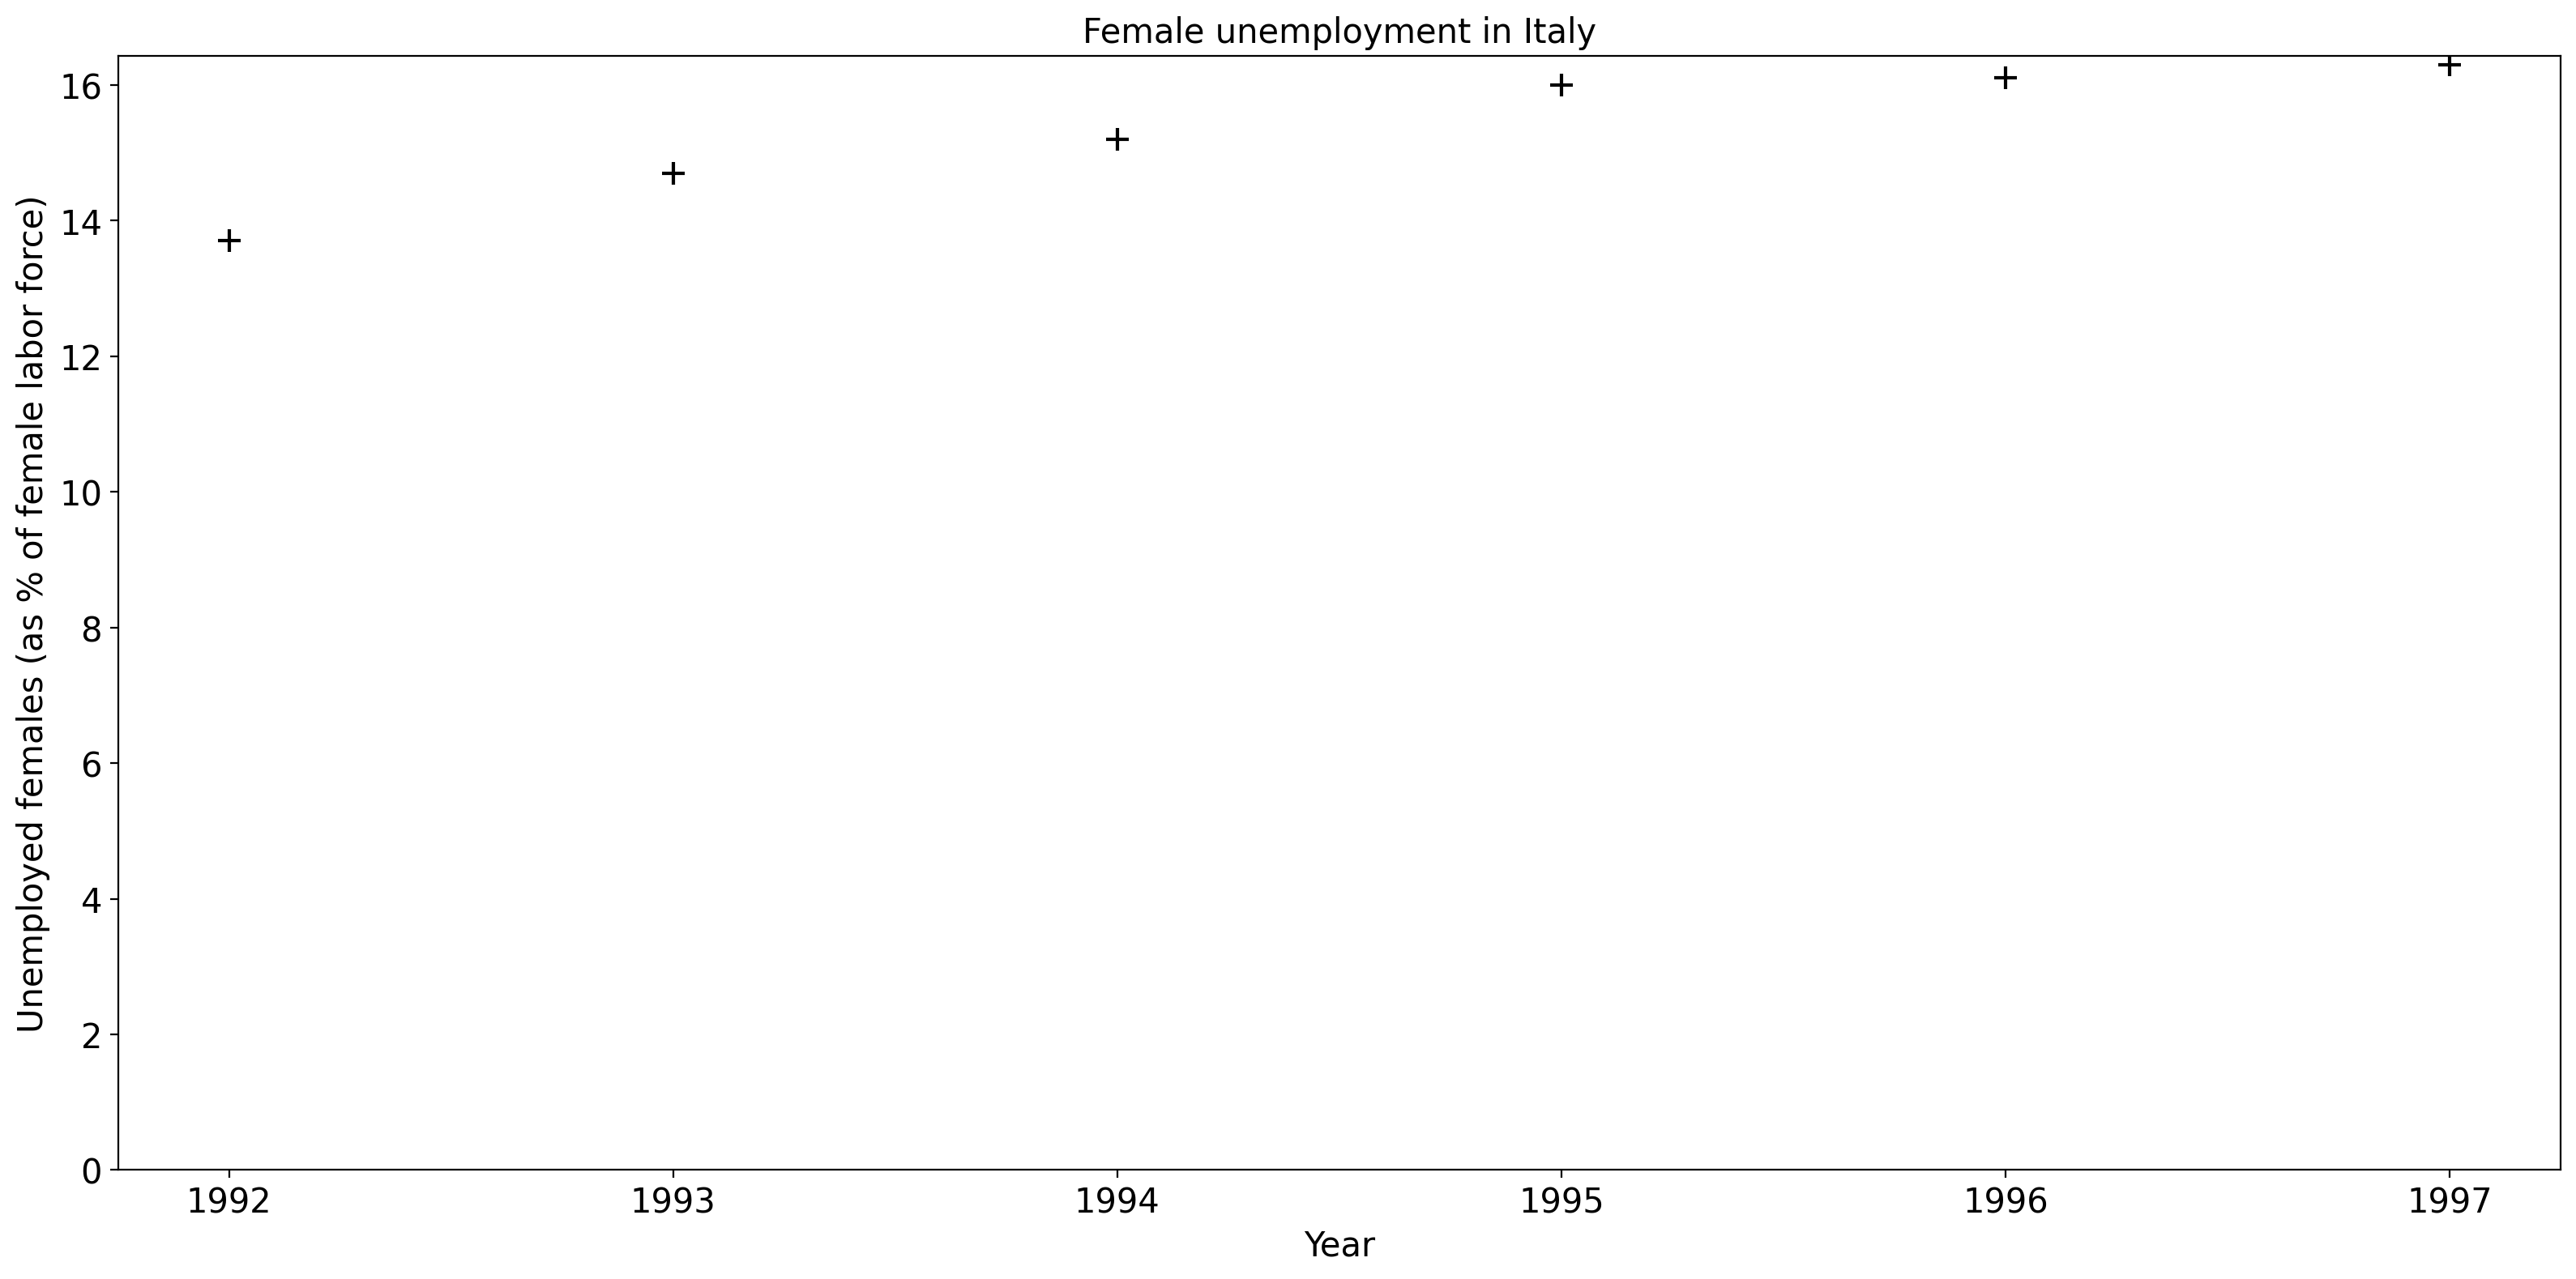 Female unemployment in Italy
Unemployed females (as % of female labor force)
16
14
12
10
8
6
4
2
0
1992 1993 1994 1995 1996 1997
Year